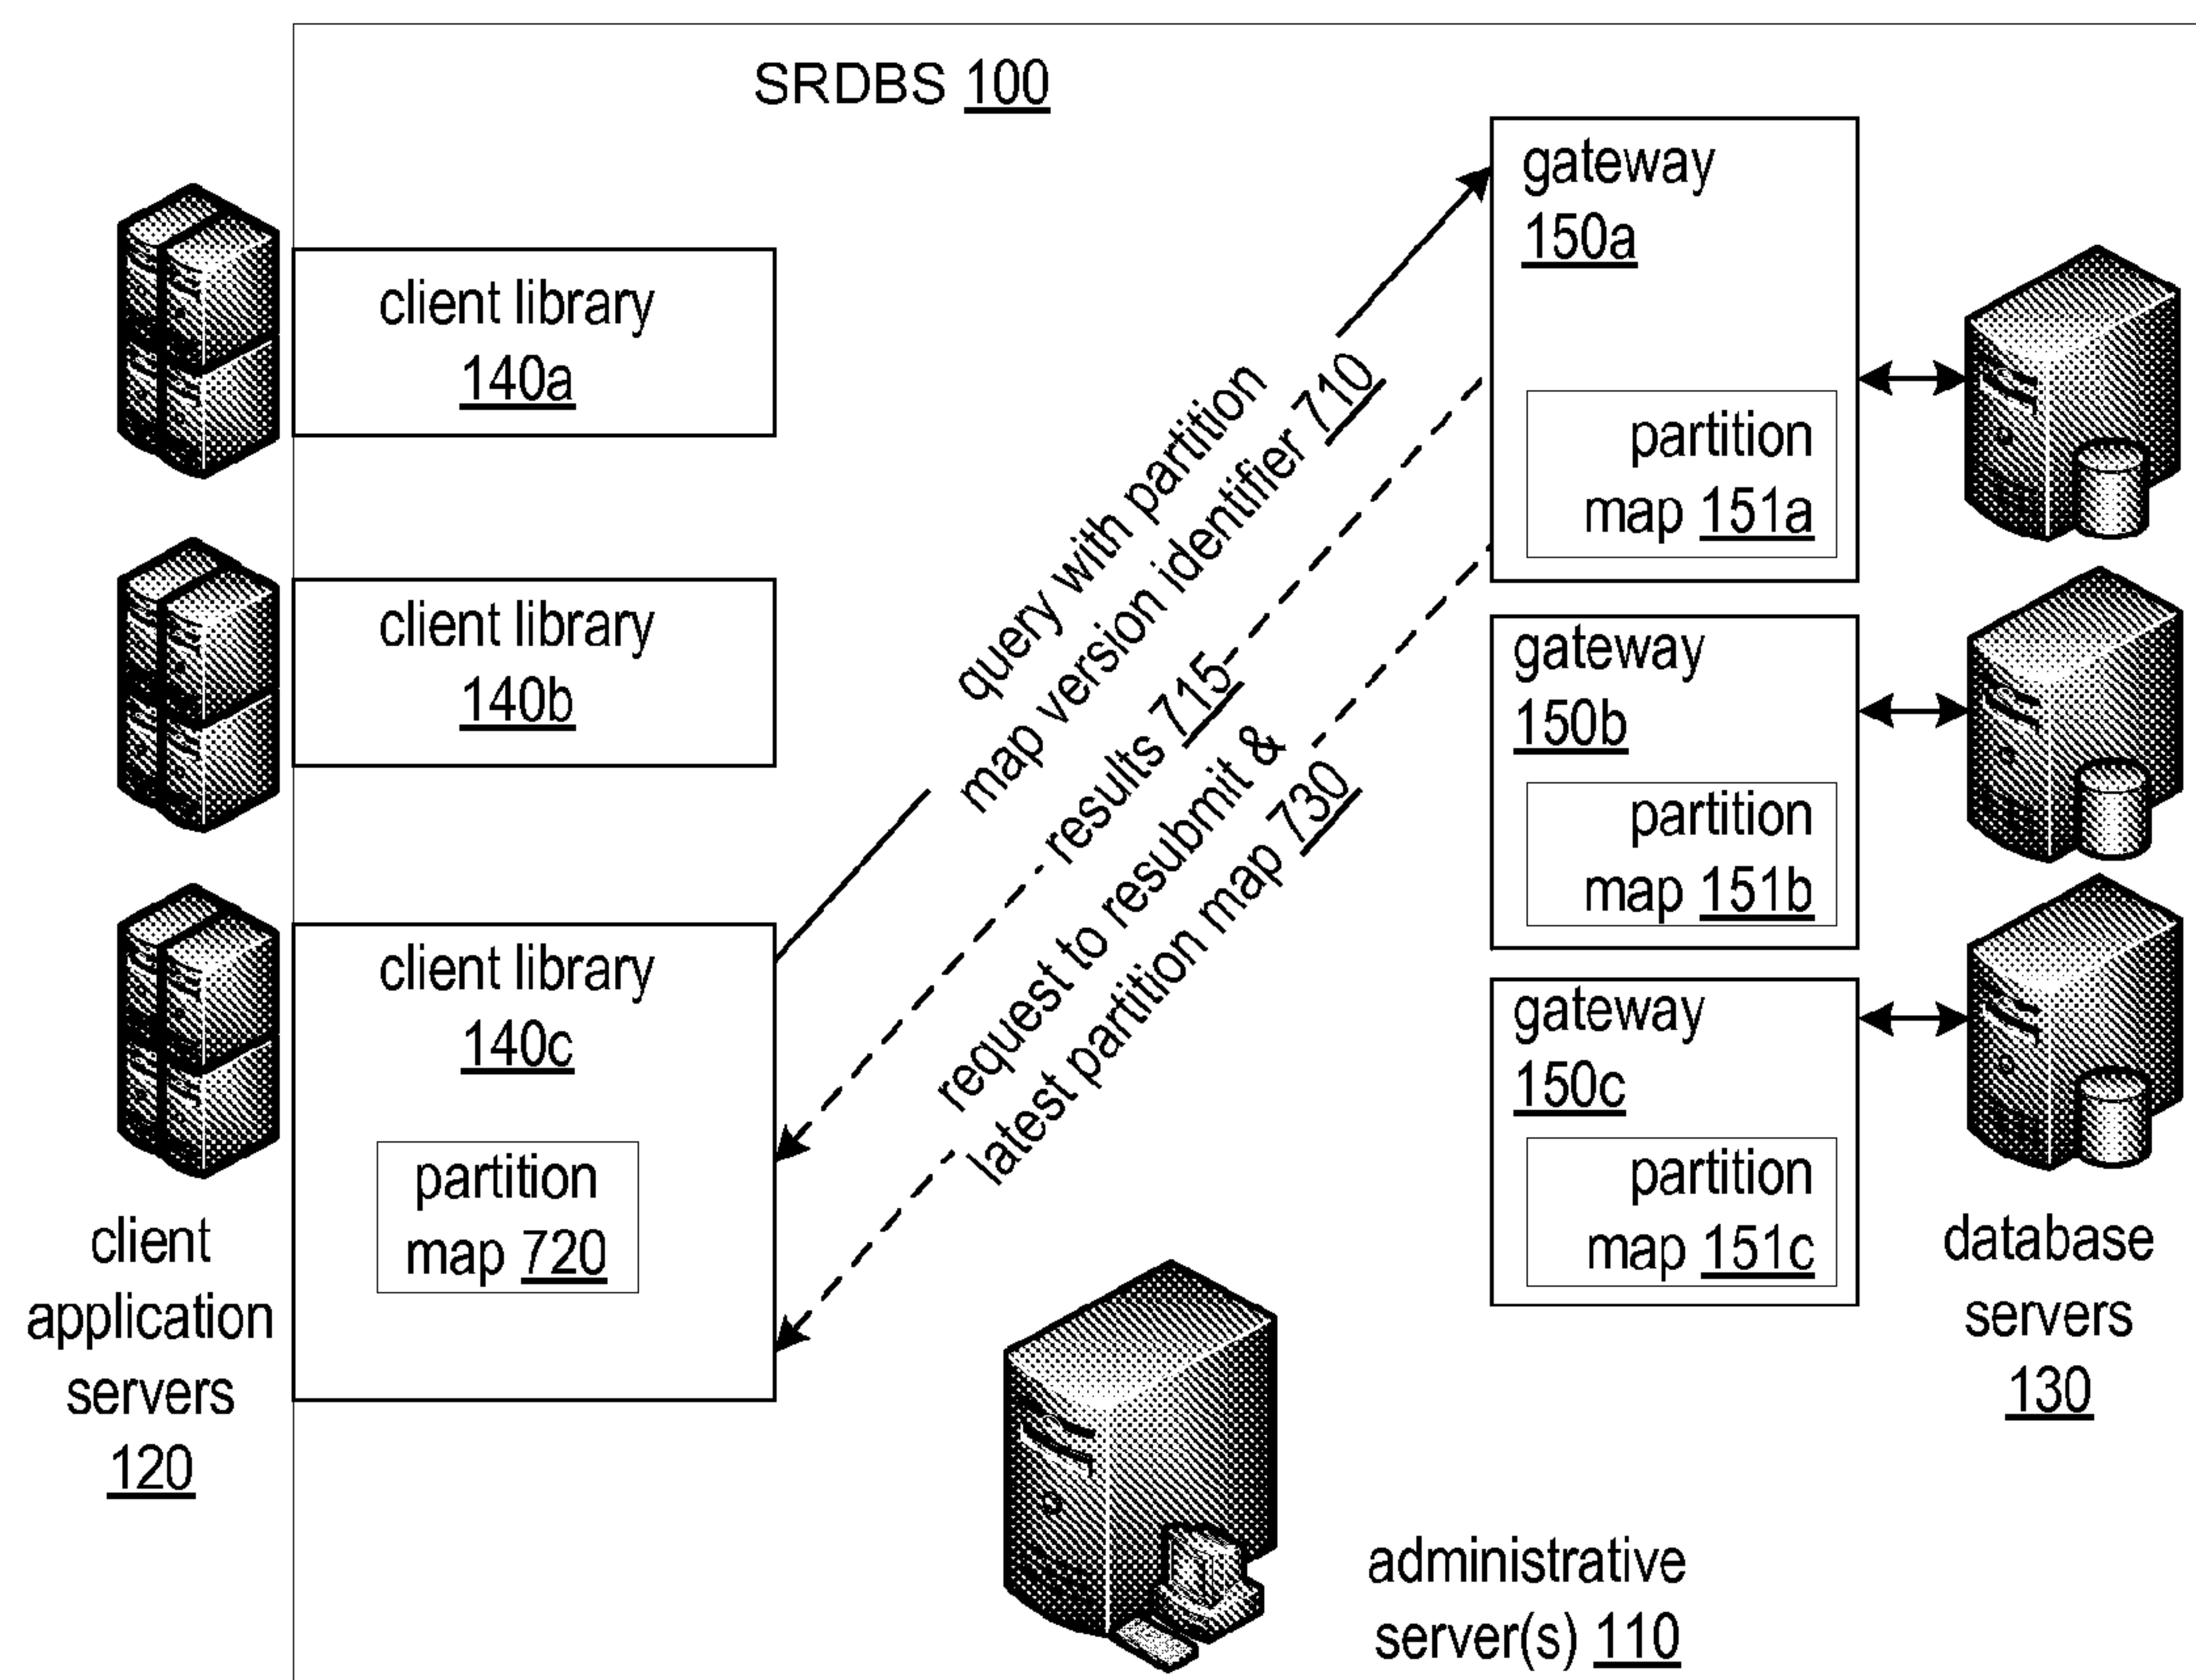 SRDBS 100
client library
140a
client library
140b
client library
140c
partition
map 720
client
application
servers
120
query with partition
map version identifier 710
results 715
request to resubmit &
latest partition map 730
gateway
150a
partition
map 151a
gateway
150b
partition
map 151b
gateway
150c
partition
map 151c
database
servers
130
administrative
server(s) 110